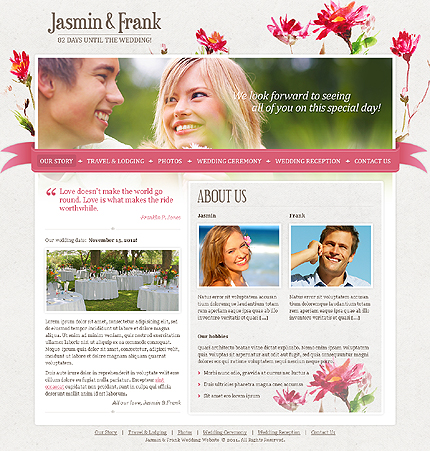 Jasmin & Frank
82 DAYS UNTIL THE WEDDING!
We look forward to seeing
all of you on this special day!
OUR STORY
TRAVEL & LODGING
PHOTOS
WEDDING CEREMONY
WEDDING RECEPTION
CONTACT US
“ Love doesn't make the world go
round. Love is what makes the ride
worthwhile.
Franklin P. Jones
Our wedding date: November 15, 2012!
Lorem ipsum dolor sit amet, consectetur adipisicing elit, sed
do eiusmod tempor incididunt ut labore et dolore magna
aliqua. Ut enim ad minim veniam, quis nostrud exercitation
ullamco laboris nisi ut aliquip ex ea commodo consequat.
Neque ipsum quis dolor sit amet, consectetur, adipisci velit,
incidunt ut labore et dolore magnam aliquam quaerat
voluptatem.
Duis aute irure dolor in reprehenderit in voluptate velit esse
cillum dolore eu fugiat nulla pariatur. Excepteur sint
occaecat cupidatat non proident, sunt in culpa qui officia
deserunt mollit anim id est laborum.
All our love, Jasmin & Frank
ABOUT US
Jasmin
Frank
Natus error sit voluptatem accusan
tium doloremque laudantium totam
rem aperiam eaque ipsa quae ab illo
inventore veritatis et quasi [...]
Natus error sit voluptatem accusan
tium doloremque laudantium totam
rem aperiam eaque ipsa quae ab illo
inventore veritatis et quasi [...]
Our hobbies
Quasi architecto beatae vitae dictat explicabo. Nemo enim ipsam voluptatem
quia voluptas sit aspernatur aut odit aut fugit, sed quia consequuntur magni
dolores eos qui ratione voluptatem sequi nesciunt neque porro.
Morbi nunc odio, gravida at cursus nec luctus a
Duis ultricies pharetra magna donec accumsan
Sit amet eros lorem ipsum
Our Story | Travel & Lodging | Photos | Wedding Ceremony | Wedding Reception | Contact Us
Jasmin & Frank Wedding Website © 2012. All Rights Reserved.